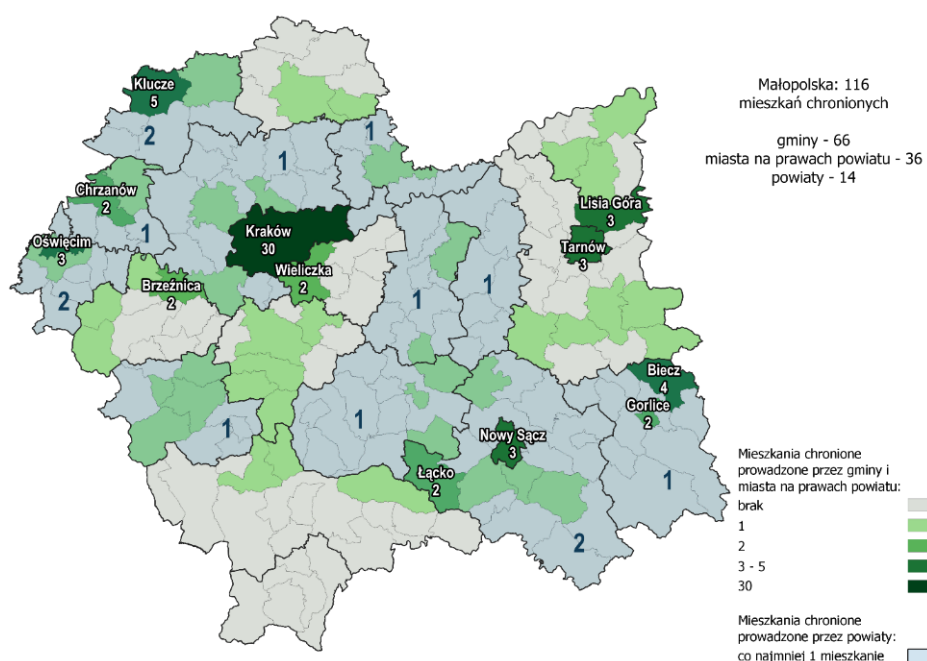 Małopolska: 116
mieszkań chronionych
gminy - 66
miasta na prawach powiatu - 36
powiaty - 14
Klucze
5
2
1
1
Chrzanów
2
1
Lisia Góra
3
Kraków
30
Tarnów
3
Oświęcim
3
Wieliczka
2
Brzeźnica
2
2
1
1
Biecz
4
Gorlice
2
1
1
Nowy Sącz
3
Łącko
2
1
2
Mieszkania chronione
prowadzone przez gminy i
miasta na prawach powiatu:
brak
1
2
3 - 5
30
Mieszkania chronione
prowadzone przez powiaty:
co najmniej 1 mieszkanie